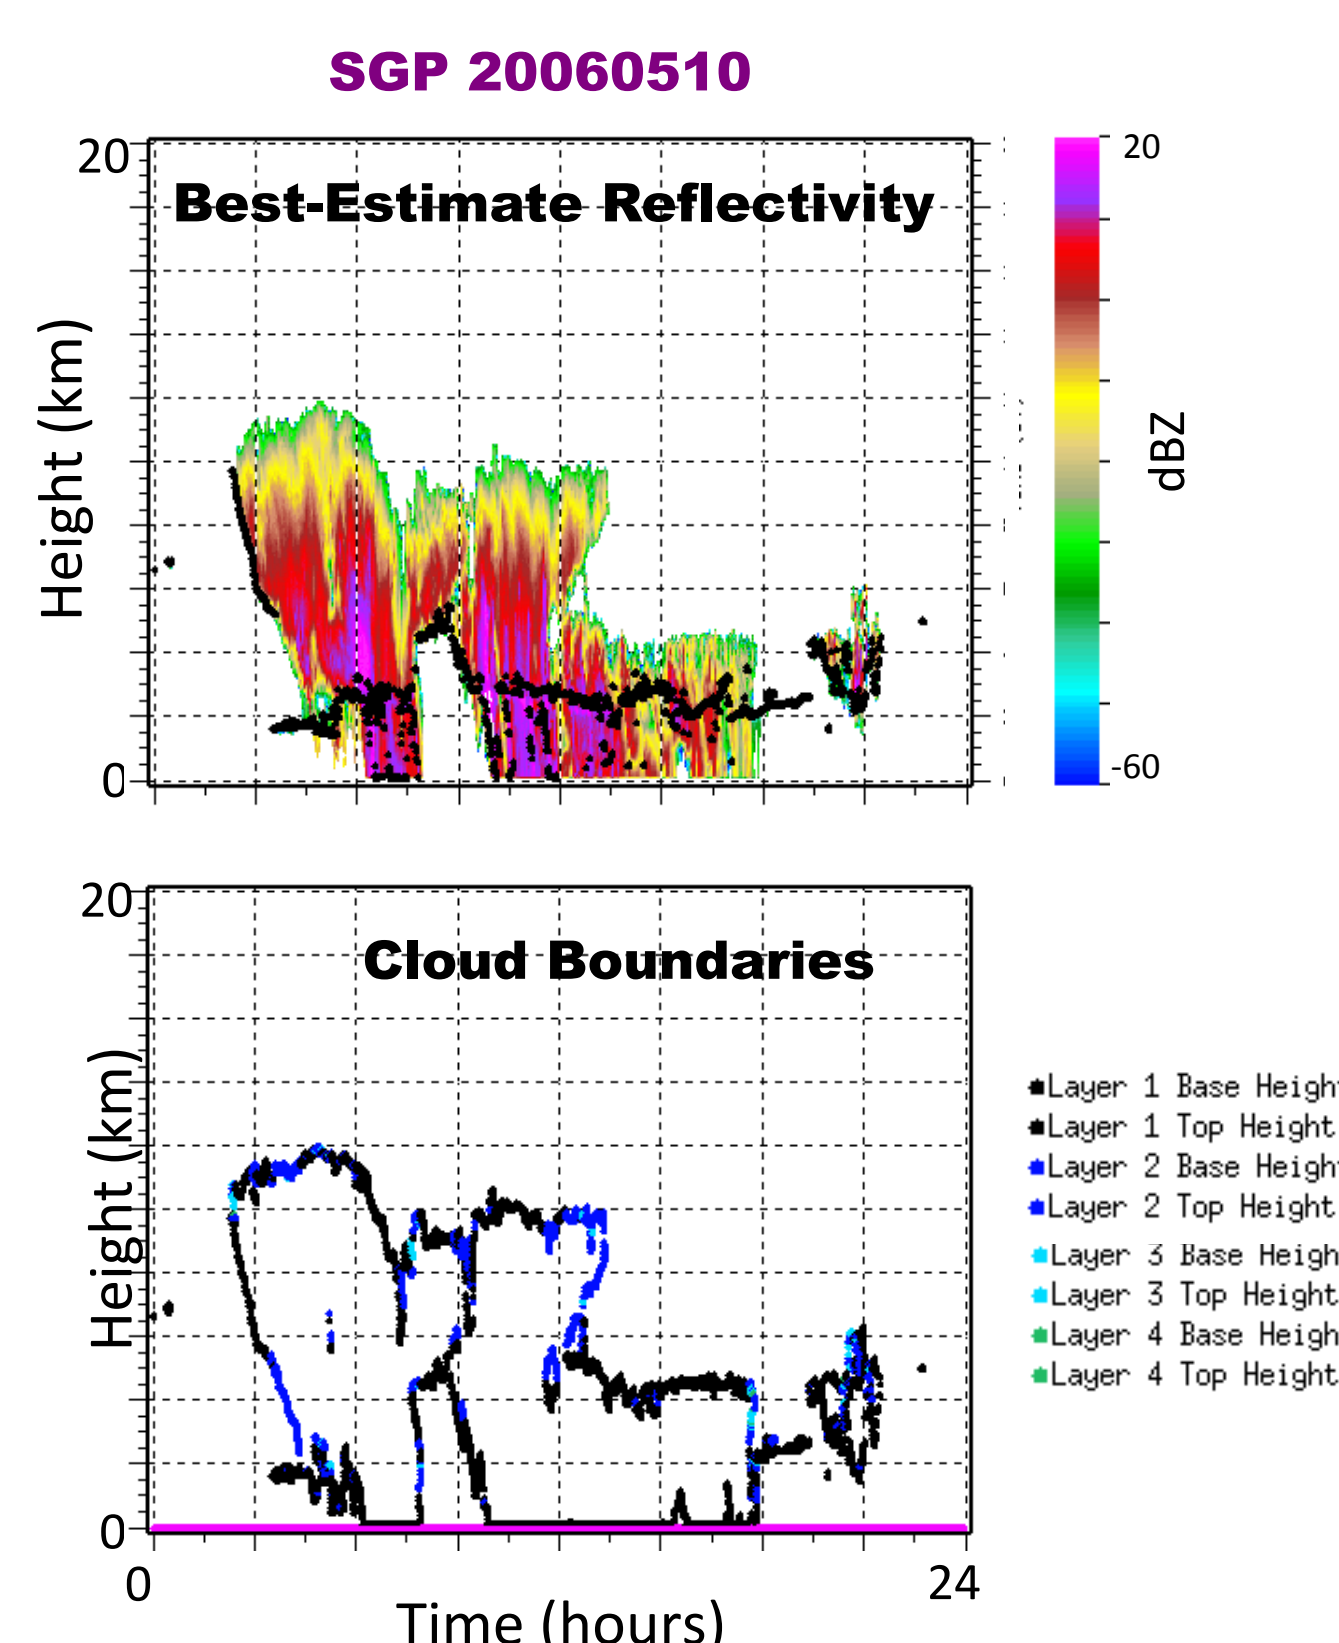 SGP 20060510
20
Best-Estimate Reflectivity
Height (km)
0
20
dBZ
-60
20
Cloud Boundaries
Height (km)
0
0
24
Time (hours)
Layer 1 Base Heigh
Layer 1 Top Height
Layer 2 Base Heigh
Layer 2 Top Height
Layer 3 Base Heigh
Layer 3 Top Height
Layer 4 Base Heigh
Layer 4 Top Height